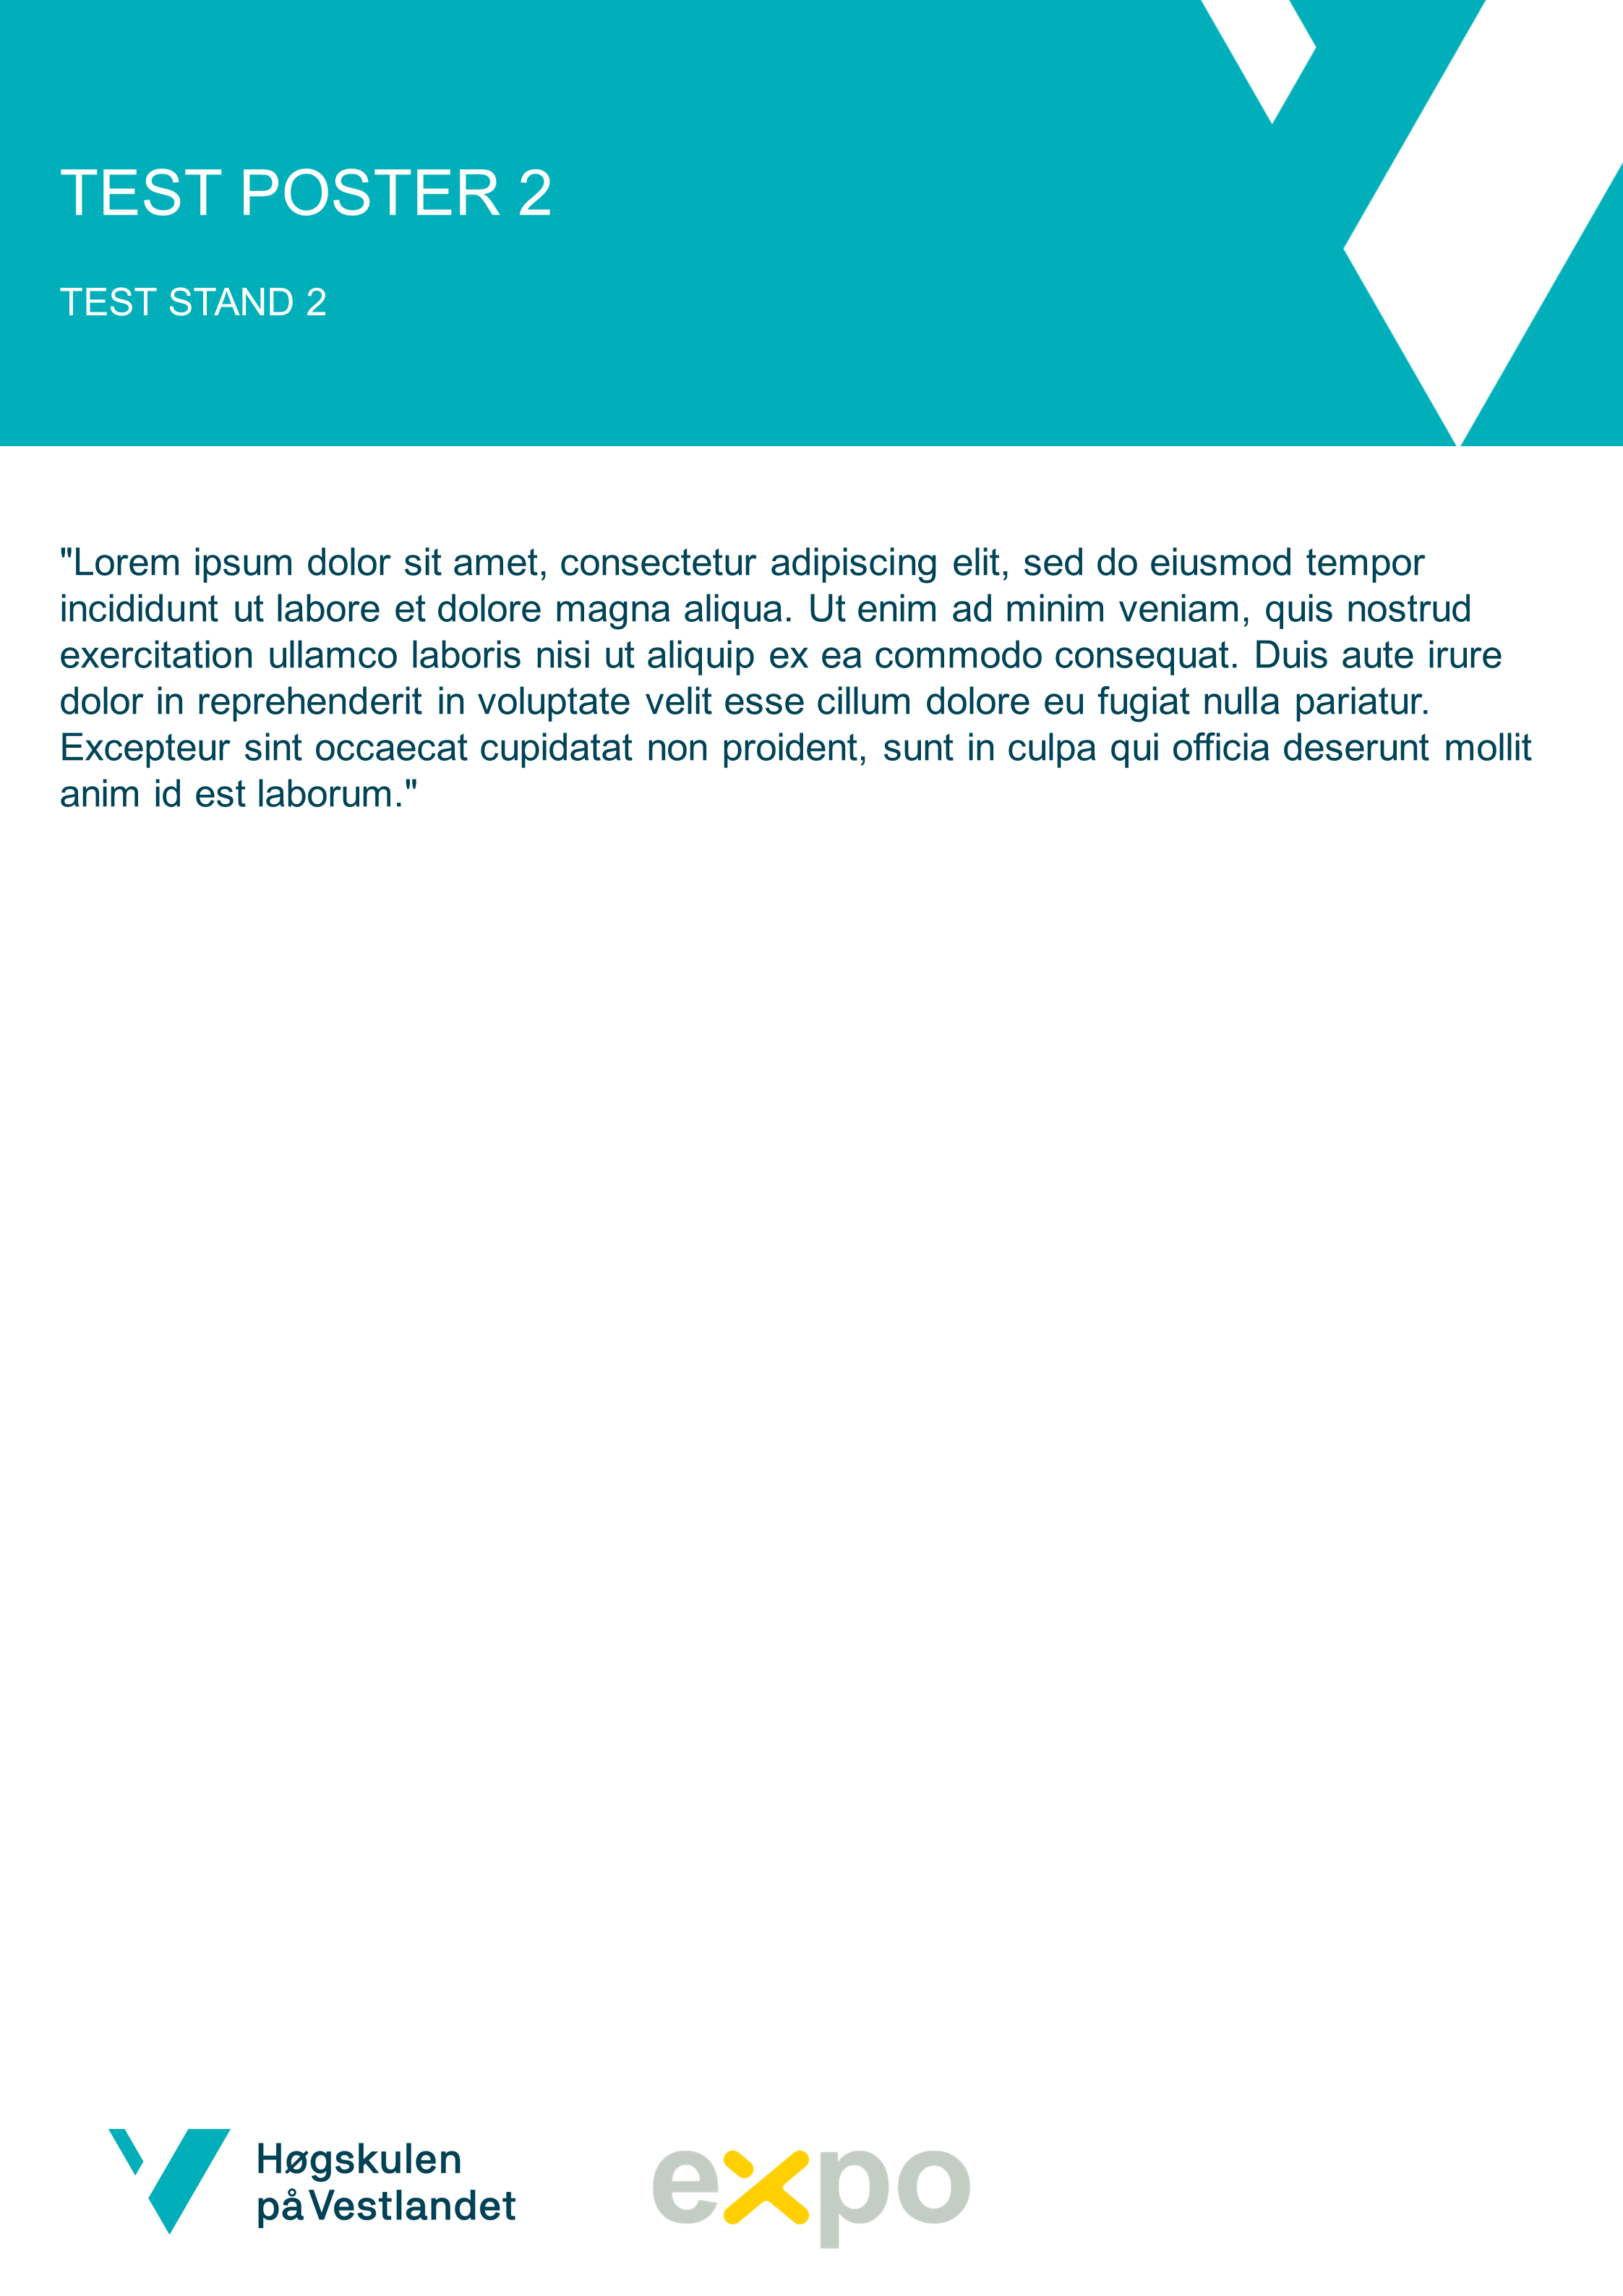 TEST POSTER 2
TEST STAND 2
"Lorem ipsum dolor sit amet, consectetur adipiscing elit, sed do eiusmod tempor
incididunt ut labore et dolore magna aliqua. Ut enim ad minim veniam, quis nostrud
exercitation ullamco laboris nisi ut aliquip ex ea commodo consequat. Duis aute irure
dolor in reprehenderit in voluptate velit esse cillum dolore eu fugiat nulla pariatur.
Excepteur sint occaecat cupidatat non proident, sunt in culpa qui officia deserunt mollit
anim id est laborum."
Høgskulen
på Vestlandet
expo